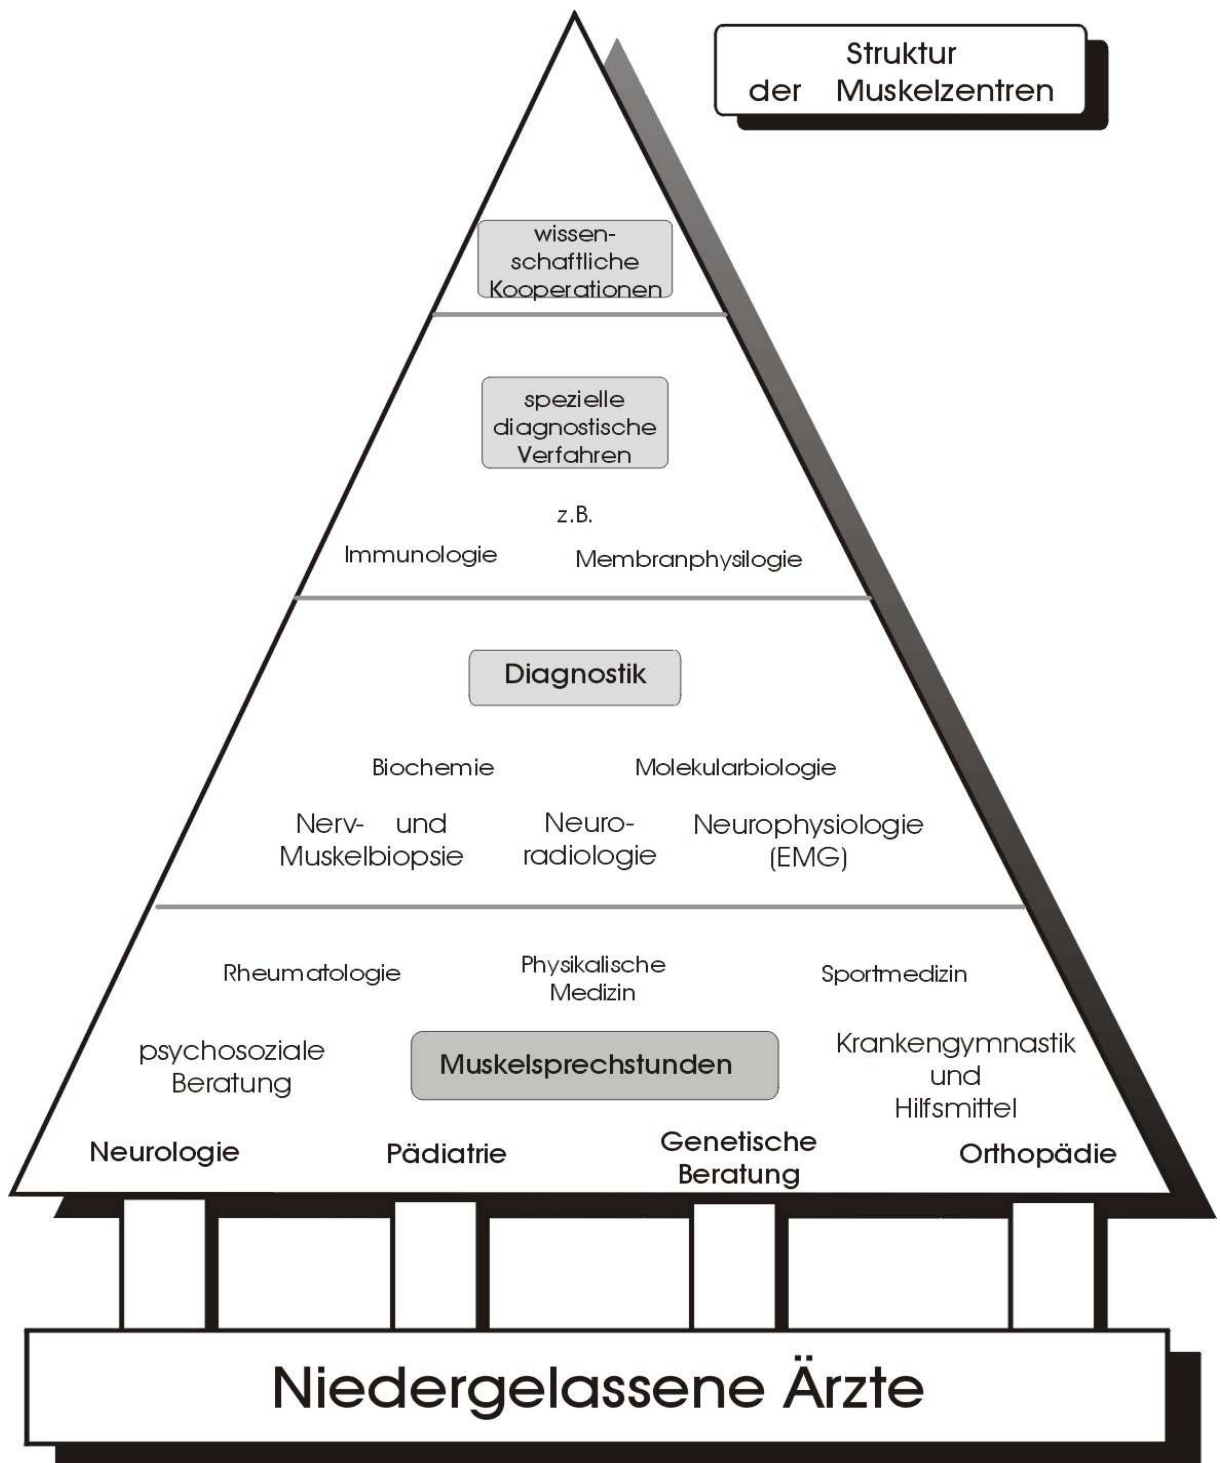 Struktur
der Muskelzentren
wissen-
schaftliche
Kooperationen
spezielle
diagnostische
Verfahren
z.B.
Immunologie
Membranphysilogie
Diagnostik
Biochemie
Molekularbiologie
Nerv- und
Muskelbiopsie
Neuro-
radiologie
Neurophysiologie
(EMG)
Rheumatologie
Physikalische
Medizin
Sportmedizin
psychosoziale
Beratung
Muskelsprechstunden
Krankengymnastik
und
Hilfsmittel
Neurologie
Pädiatrie
Genetische
Beratung
Orthopädie
Niedergelassene Ärzte